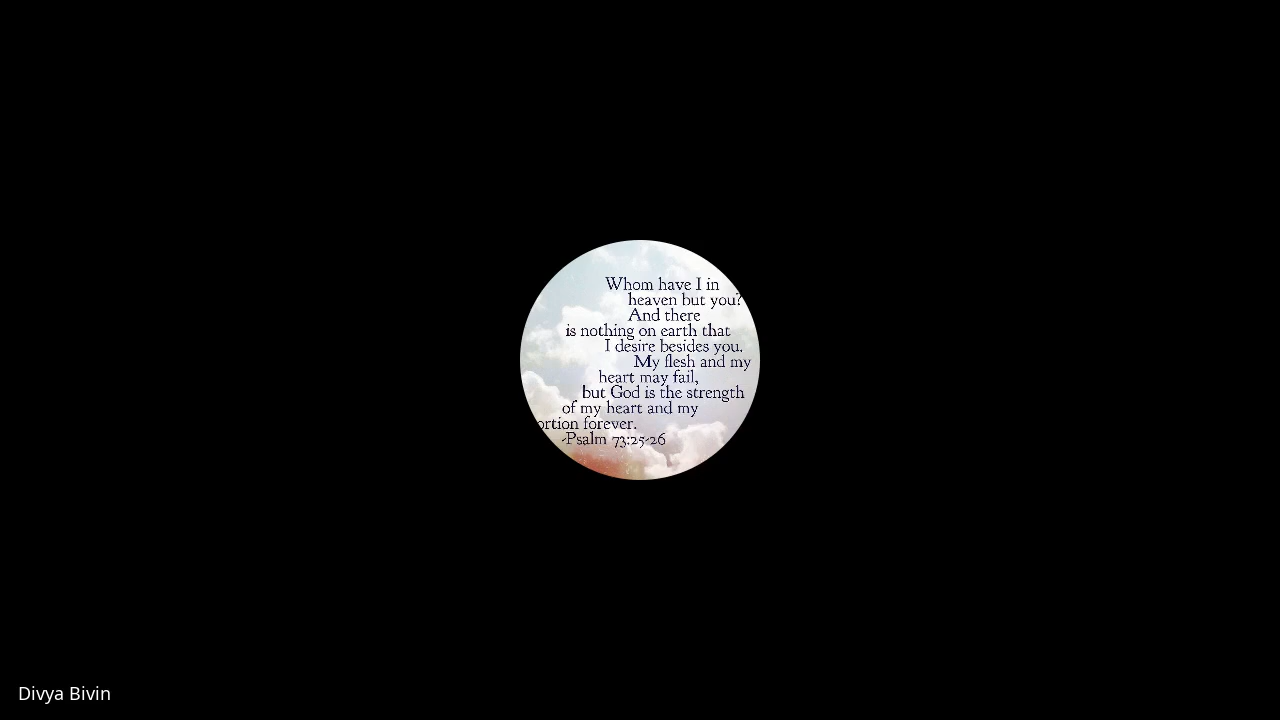 Whom have I in
heaven but you?
And there
is nothing on earth that
I desire besides you.
My flesh and my
heart may fail,
but God is the strength
of my heart and my
ortion forever.
-Psalm 73:25-26
Divya Bivin